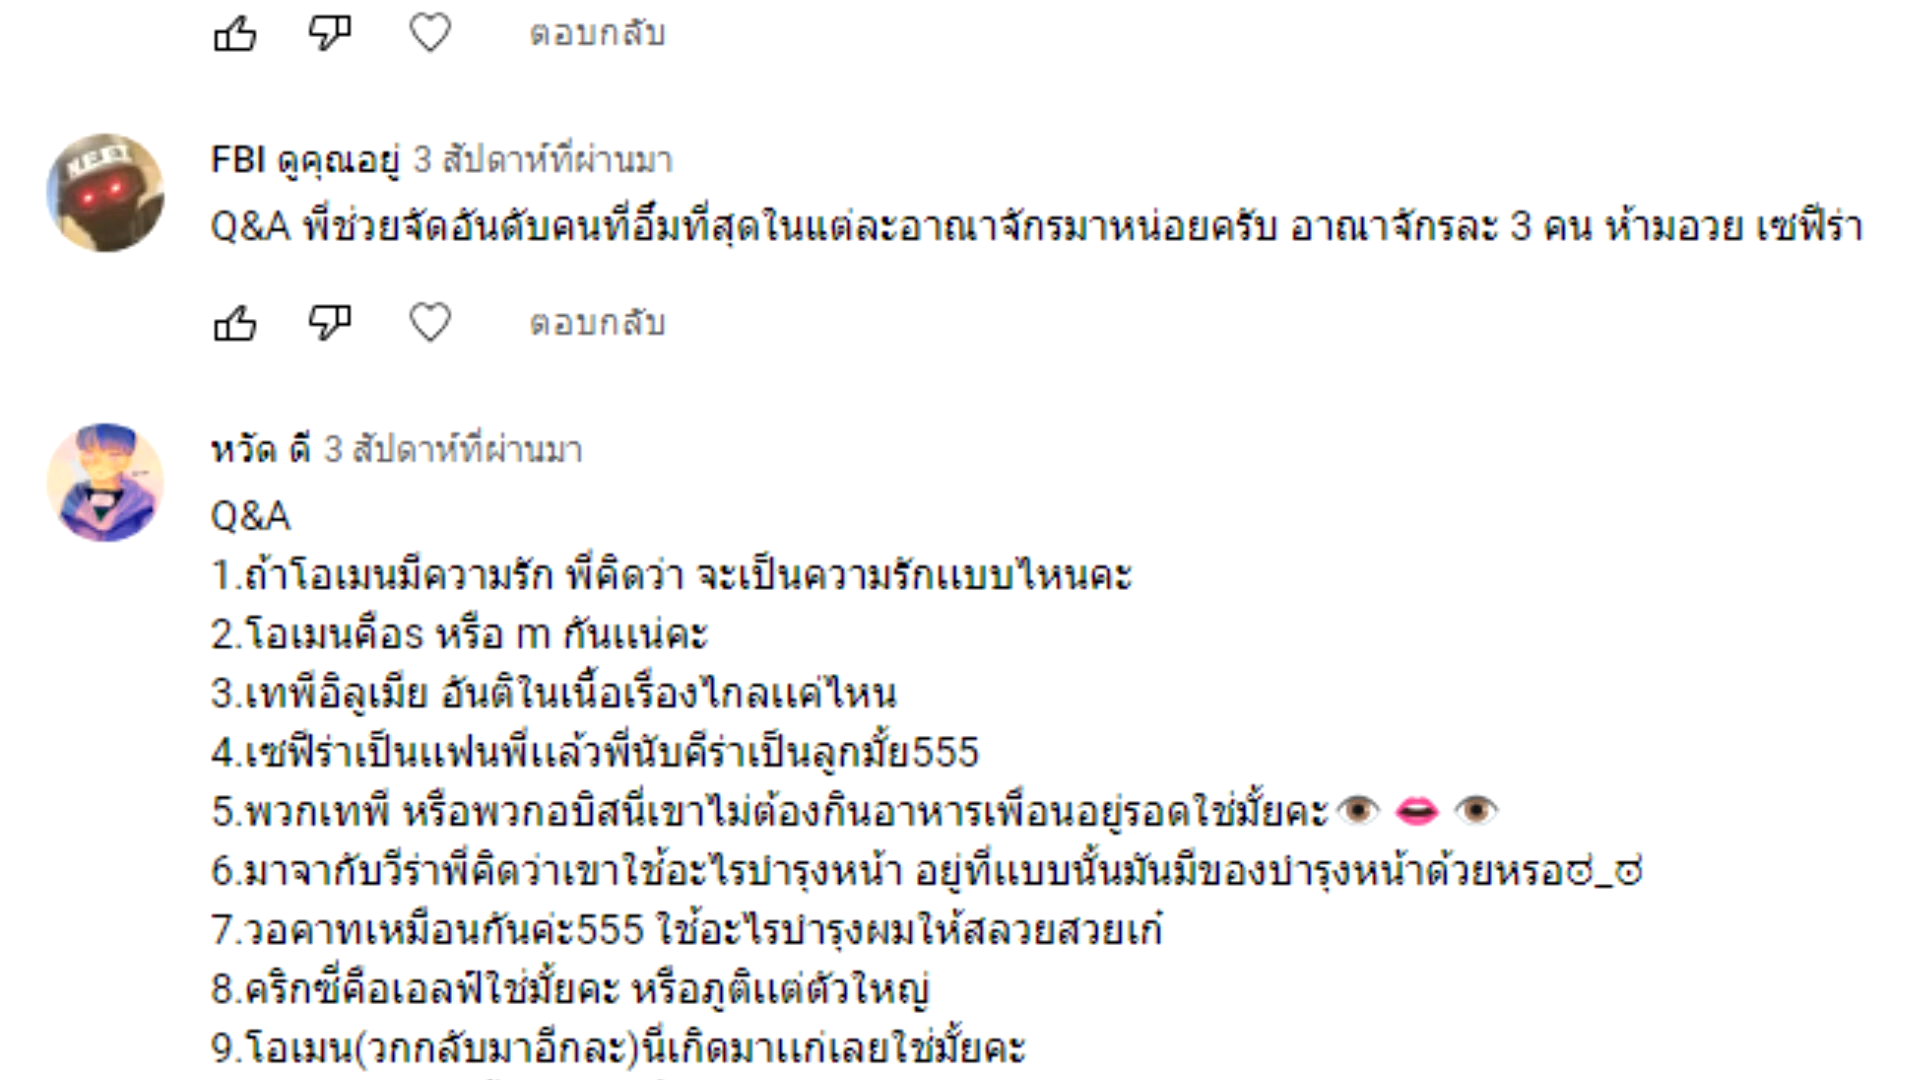 ตอบกลับ
FBI ดูคุณอยู่ 3 สัปดาห์ที่ผ่านมา
Q&A พี่ช่วยจัดอันดับคนที่อึ๋มที่สุดในแต่ละอาณาจักรมาหน่อยครับ อาณาจักรละ 3 คน ห้ามอวย เซฟีร่า
ตอบกลับ
หวัด ดี 3 สัปดาห์ที่ผ่านมา
Q&A
1.ถ้าโอเมนมีความรัก พี่คิดว่า จะเป็นความรักแบบไหนคะ
2.โอเมนคือs หรือ m กันแน่คะ
3.เทพีอิลูเมีย อันติในเนื้อเรื่องไกลแค่ไหน
4.เซฟีร่าเป็นแฟนพี่แล้วพี่นับคีร่าเป็นลูกมั้ย555
5.พวกเทพี หรือพวกอบิสนี่เขาไม่ต้องกินอาหารเพื่อนอยู่รอดใช่มั้ยคะ👁️👄👁️
6.มาจากับวีร่าพี่คิดว่าเขาใช้อะไรบำรุงหน้า อยู่ที่แบบนั้นมันมีของบำรุงหน้าด้วยหรอಠ_ಠ
7.วอคาทเหมือนกันค่ะ555 ใช้อะไรบำรุงผมให้สลวยสวยเก๋
8.คริกซี่คือเอลฟ์ใช่มั้ยคะ หรือภูติแต่ตัวใหญ่
9.โอเมน(วกกลับมาอีกละ)นี่เกิดมาแก่เลยใช่มั้ยคะ